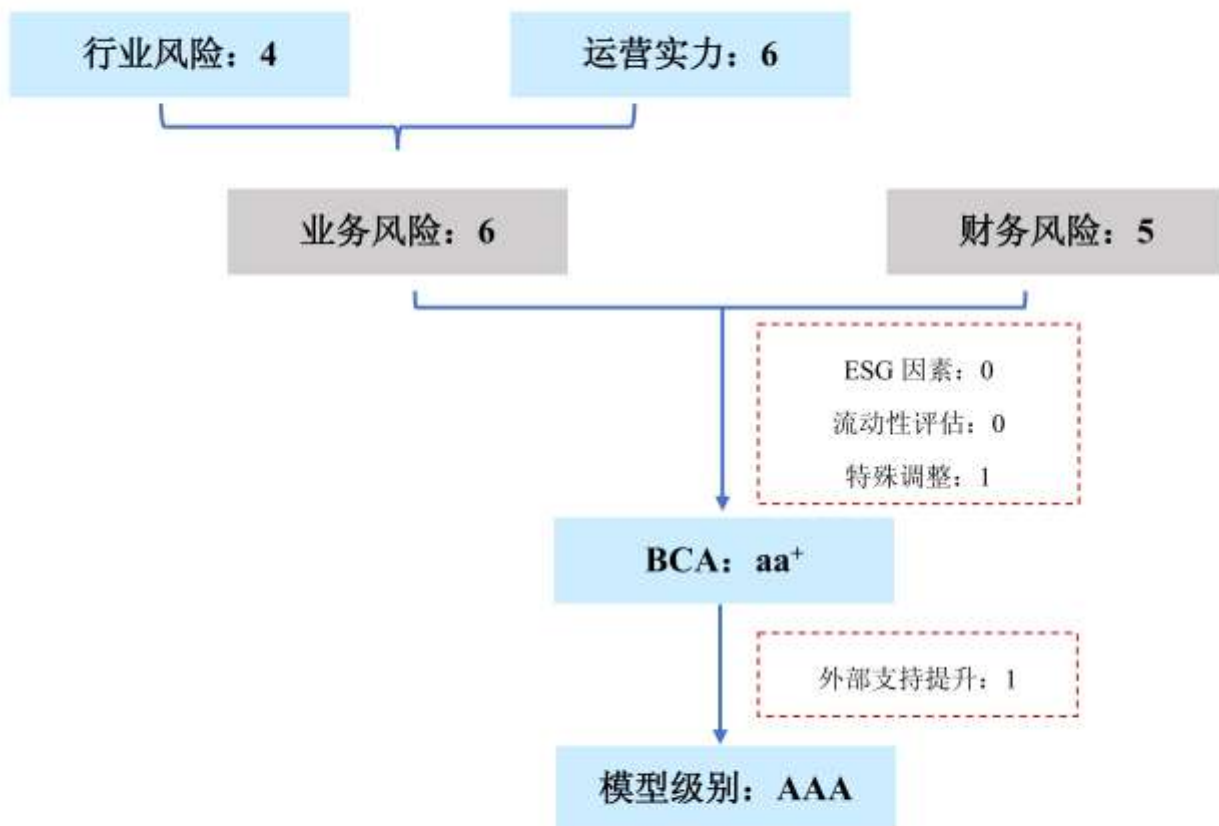 行业风险：4
运营实力：6
业务风险：6
财务风险：5
ESG 因素：0
流动性评估：0
特殊调整：1
BCA：aa⁺
外部支持提升：1
模型级别：AAA